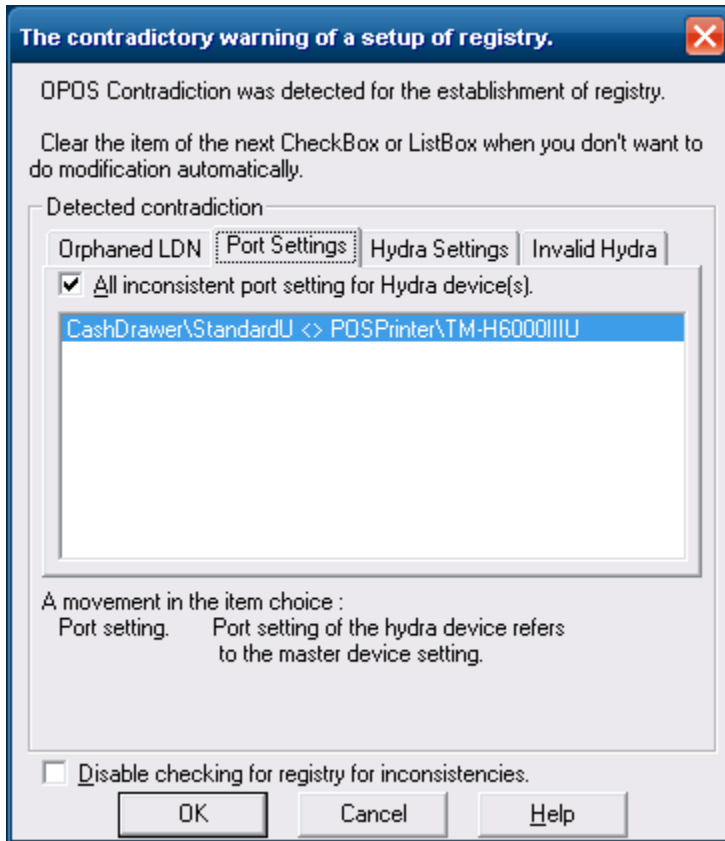 The contradictory warning of a setup of registry.
OPOS Contradiction was detected for the establishment of registry.
Clear the item of the next CheckBox or ListBox when you don't want to
do modification automatically.
Detected contradiction
Orphaned LDN Port Settings Hydra Settings Invalid Hydra
All inconsistent port setting for Hydra device(s).
CashDrawer\StandardU <> POSPrinter\TM-H6000IIIU
A movement in the item choice :
Port setting. Port setting of the hydra device refers
to the master device setting.
Disable checking for registry for inconsistencies.
OK Cancel Help